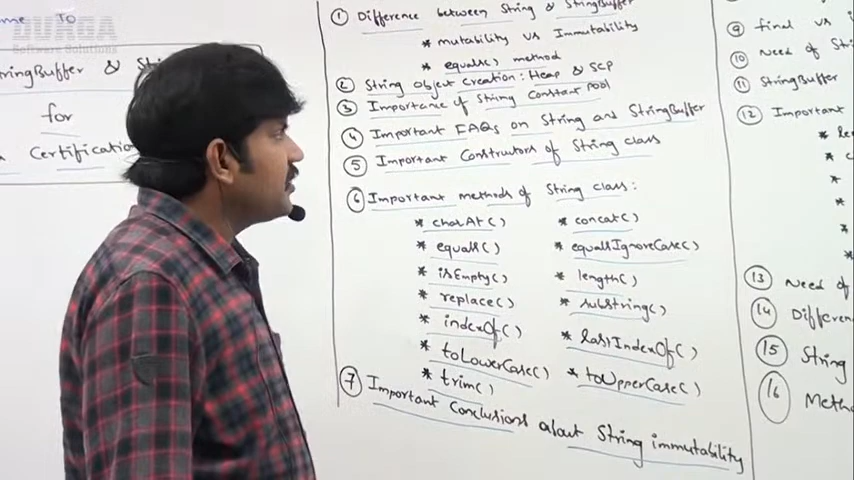 DURGA
Software Solutions
To
StringBuffer &
for
Certification
① Difference between String & StringBuffer
* mutability vs Immutability
* equals() method
② String Object Creation: Heap & SCP
③ Importance of String Constant Pool
④ Important FAQs on String and StringBuffer
⑤ Important Constructors of String class
⑥ Important methods of String class:
* charAt() * concat()
* equals() * equalsIgnoreCase()
* isEmpty() * length()
* replace() * substring()
* indexOf() * lastIndexOf()
* toLowerCase() * toUpperCase()
* trim()
⑦ Important Conclusions about String immutability
⑨ final vs
⑩ Need of
⑪ StringBuffer
⑫ Important
*
*
*
*
*
*
⑬ Need of
⑭
⑮ String
⑯